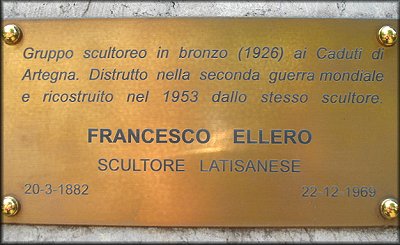 Gruppo scultoreo in bronzo (1926) ai Caduti di
Artegna. Distrutto nella seconda guerra mondiale
e ricostruito nel 1953 dallo stesso scultore.
FRANCESCO ELLERO
SCULTORE LATISANESE
20-3-1882 22-12-1969